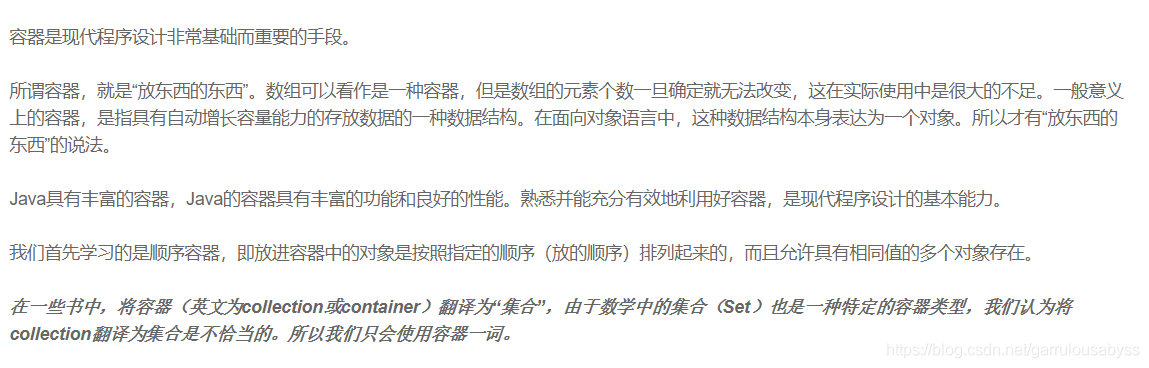 容器是现代程序设计非常基础而重要的手段。
所谓容器，就是“放东西的东西”。数组可以看作是一种容器，但是数组的元素个数一旦确定就无法改变，这在实际使用中是很大的不足。一般意义
上的容器，是指具有自动增长容量能力的存放数据的一种数据结构。在面向对象语言中，这种数据结构本身表达为一个对象。所以才有“放东西的
东西”的说法。
Java具有丰富的容器，Java的容器具有丰富的功能和良好的性能。熟悉并能充分有效地利用好容器，是现代程序设计的基本能力。
我们首先学习的是顺序容器，即放进容器中的对象是按照指定的顺序（放的顺序）排列起来的，而且允许具有相同值的多个对象存在。
在一些书中，将容器（英文为collection或container）翻译为“集合”，由于数学中的集合（Set）也是一种特定的容器类型，我们认为将
collection翻译为集合是不恰当的。所以我们只会使用容器一词。
https://blog.csdn.net/garrulousabyss